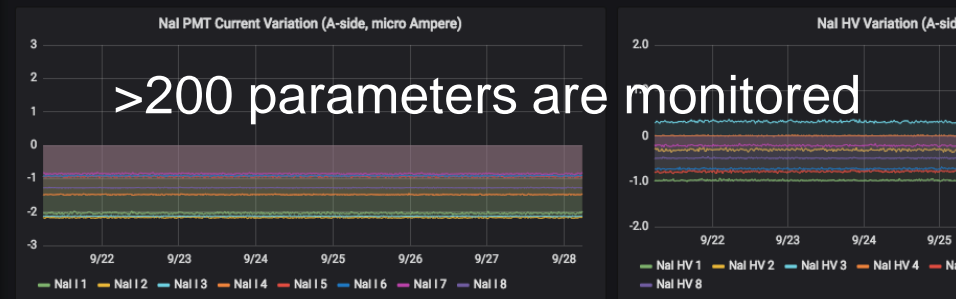 NaI PMT Current Variation (A-side, micro Ampere)
3
2
1
0
-1
-2
-3
9/22 9/23 9/24 9/25 9/26 9/27 9/28
NaI I 1 NaI I 2 NaI I 3 NaI I 4 NaI I 5 NaI I 6 NaI I 7 NaI I 8
>200 parameters are monitored
NaI HV Variation (A-sid
2.0
0
-1.0
-2.0
9/22 9/23 9/24 9/25
NaI HV 1 NaI HV 2 NaI HV 3 NaI HV 4
NaI HV 8